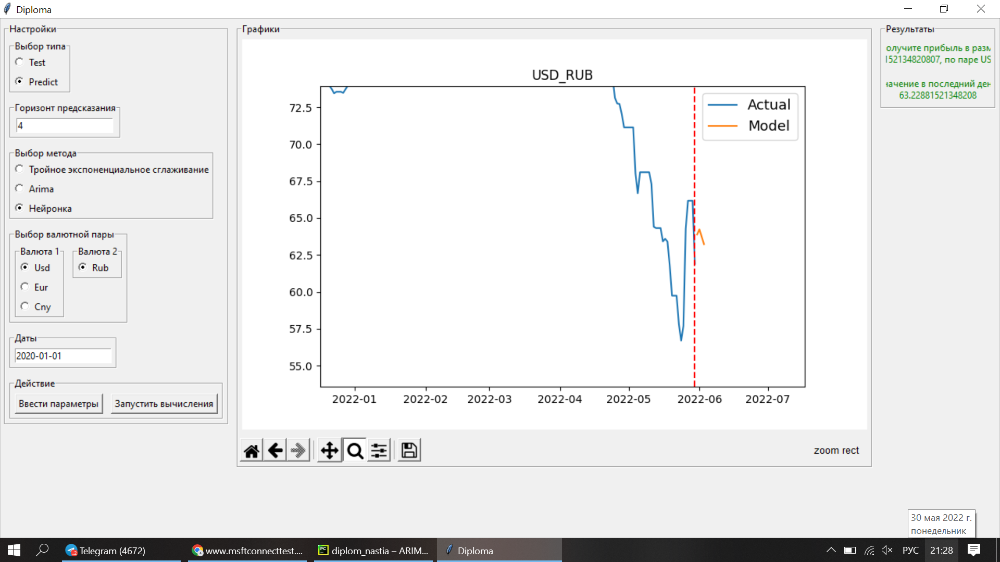 Diploma
Настройки
Выбор типа
Test
Predict
Горизонт предсказания
4
Выбор метода
Тройное экспоненциальное сглаживание
Arima
Нейронка
Выбор валютной пары
Валюта 1
Валюта 2
Usd
Rub
Eur
Cny
Даты
2020-01-01
Действие
Ввести параметры
Запустить вычисления
Графики
USD_RUB
Actual
Model
72.5
70.0
67.5
65.0
62.5
60.0
57.5
55.0
2022-01
2022-02
2022-03
2022-04
2022-05
2022-06
2022-07
zoom rect
Результаты
олучите прибыль в разм
152134820807, по паре US
начение в последний ден
63.22881521348208
30 мая 2022 г.
понедельник
Telegram (4672)
www.msftconnecttest....
PC
diplom_nastia – ARIM...
Diploma
РУС
21:28